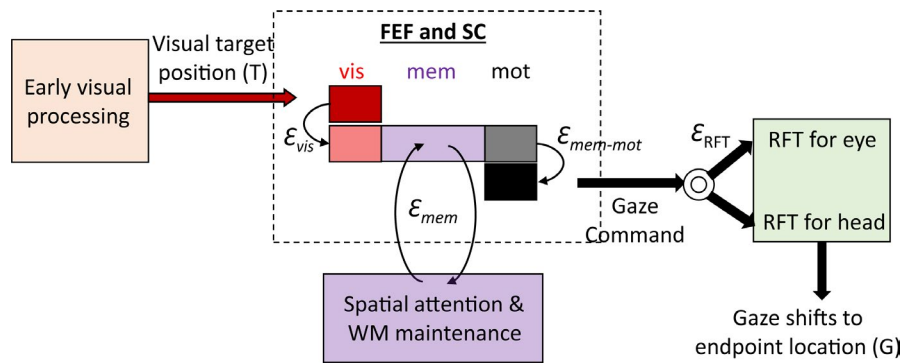 FEF and SC
Visual target
position (T)
Early visual
processing
vis
mem
mot
εvis
εmem-mot
εmem
εRFT
RFT for eye
RFT for head
Gaze
Command
Spatial attention &
WM maintenance
Gaze shifts to
endpoint location (G)